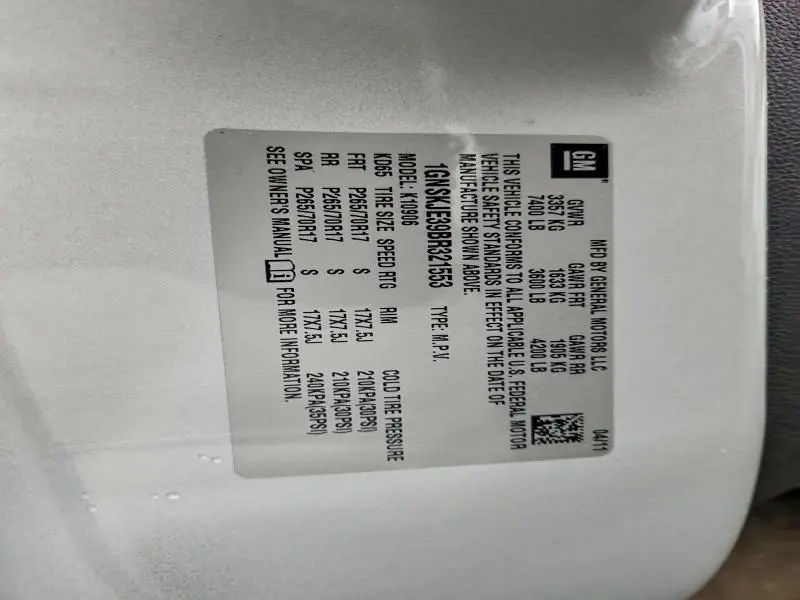 GM
MFD BY GENERAL MOTORS LLC 04/11
GVWR GAWR FRT GAWR RR
3357 KG 1633 KG 1905 KG
7400 LB 3600 LB 4200 LB
THIS VEHICLE CONFORMS TO ALL APPLICABLE U.S. FEDERAL MOTOR
VEHICLE SAFETY STANDARDS IN EFFECT ON THE DATE OF
MANUFACTURE SHOWN ABOVE.
1GNSKJE39BR321553 TYPE: M.P.V.
MODEL: K10906
KD65 TIRE SIZE SPEED RTG RIM COLD TIRE PRESSURE
FRT P265/70R17 S 17X7.5J 210KPA(30PSI)
RR P265/70R17 S 17X7.5J 210KPA(30PSI)
SPA P265/70R17 S 17X7.5J 240KPA(35PSI)
SEE OWNER'S MANUAL FOR MORE INFORMATION.